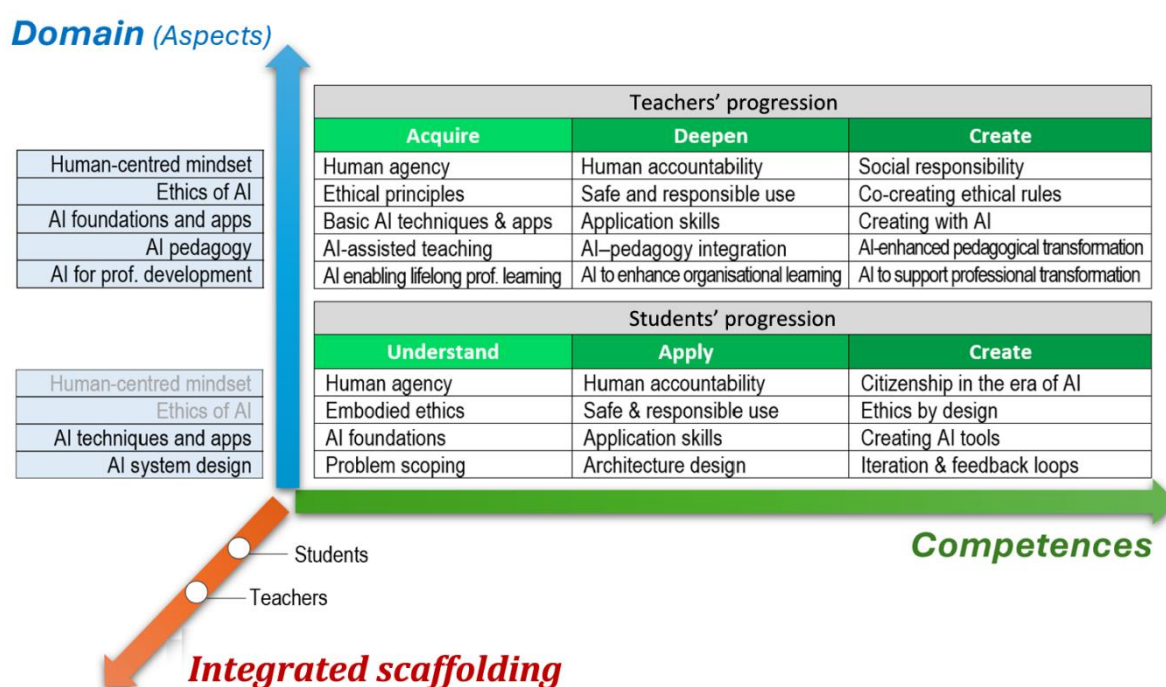 Domain (Aspects)
Teachers’ progression
Acquire Deepen Create
Human-centred mindset Human agency Human accountability Social responsibility
Ethics of AI Ethical principles Safe and responsible use Co-creating ethical rules
AI foundations and apps Basic AI techniques & apps Application skills Creating with AI
AI pedagogy AI-assisted teaching AI–pedagogy integration AI-enhanced pedagogical transformation
AI for prof. development AI enabling lifelong prof. learning AI to enhance organisational learning AI to support professional transformation
Students’ progression
Understand Apply Create
Human-centred mindset Human agency Human accountability Citizenship in the era of AI
Ethics of AI Embodied ethics Safe & responsible use Ethics by design
AI techniques and apps AI foundations Application skills Creating AI tools
AI system design Problem scoping Architecture design Iteration & feedback loops
Competences
Students
Teachers
Integrated scaffolding